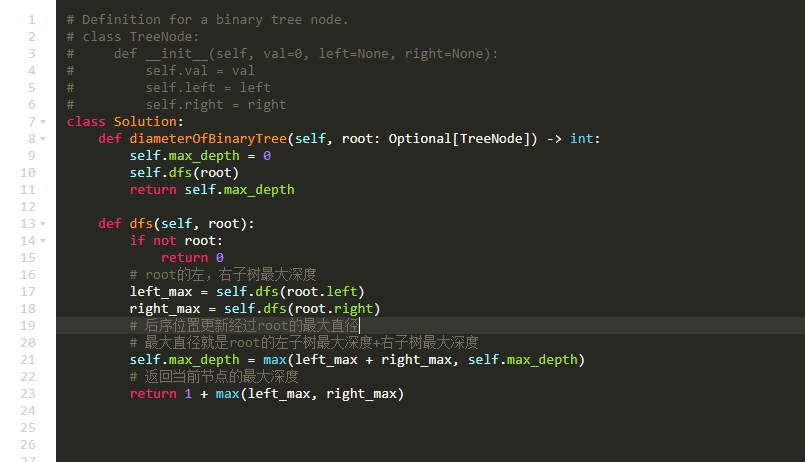 1 # Definition for a binary tree node.
2 # class TreeNode:
3 #     def __init__(self, val=0, left=None, right=None):
4 #         self.val = val
5 #         self.left = left
6 #         self.right = right
7 class Solution:
8     def diameterOfBinaryTree(self, root: Optional[TreeNode]) -> int:
9         self.max_depth = 0
10         self.dfs(root)
11         return self.max_depth
12
13     def dfs(self, root):
14         if not root:
15             return 0
16         # root的左，右子树最大深度
17         left_max = self.dfs(root.left)
18         right_max = self.dfs(root.right)
19         # 后序位置更新经过root的最大直径
20         # 最大直径就是root的左子树最大深度+右子树最大深度
21         self.max_depth = max(left_max + right_max, self.max_depth)
22         # 返回当前节点的最大深度
23         return 1 + max(left_max, right_max)
24
25
26
27